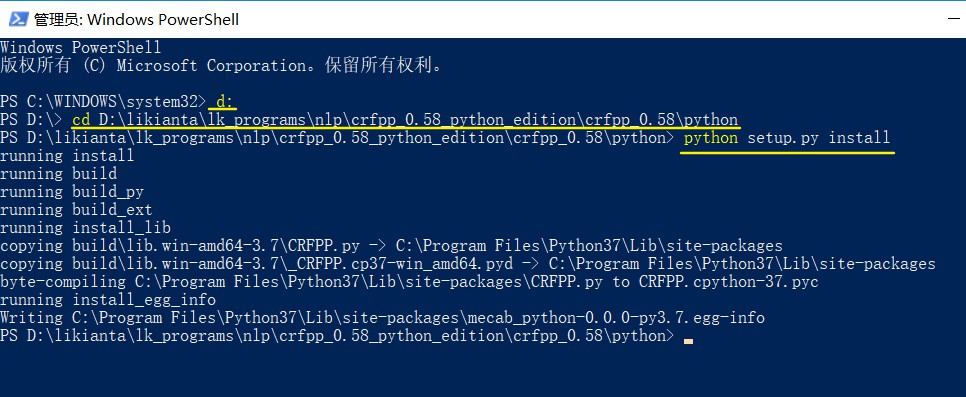 管理员: Windows PowerShell
Windows PowerShell
版权所有 (C) Microsoft Corporation。保留所有权利。
PS C:\WINDOWS\system32> d:
PS D:\> cd D:\likianta\lk_programs\nlp\crfpp_0.58_python_edition\crfpp_0.58\python
PS D:\likianta\lk_programs\nlp\crfpp_0.58_python_edition\crfpp_0.58\python> python setup.py install
running install
running build
running build_py
running build_ext
running install_lib
copying build\lib.win-amd64-3.7\CRFPP.py -> C:\Program Files\Python37\Lib\site-packages
copying build\lib.win-amd64-3.7\_CRFPP.cp37-win_amd64.pyd -> C:\Program Files\Python37\Lib\site-packages
byte-compiling C:\Program Files\Python37\Lib\site-packages\CRFPP.py to CRFPP.cpython-37.pyc
running install_egg_info
Writing C:\Program Files\Python37\Lib\site-packages\mecab_python-0.0.0-py3.7.egg-info
PS D:\likianta\lk_programs\nlp\crfpp_0.58_python_edition\crfpp_0.58\python>